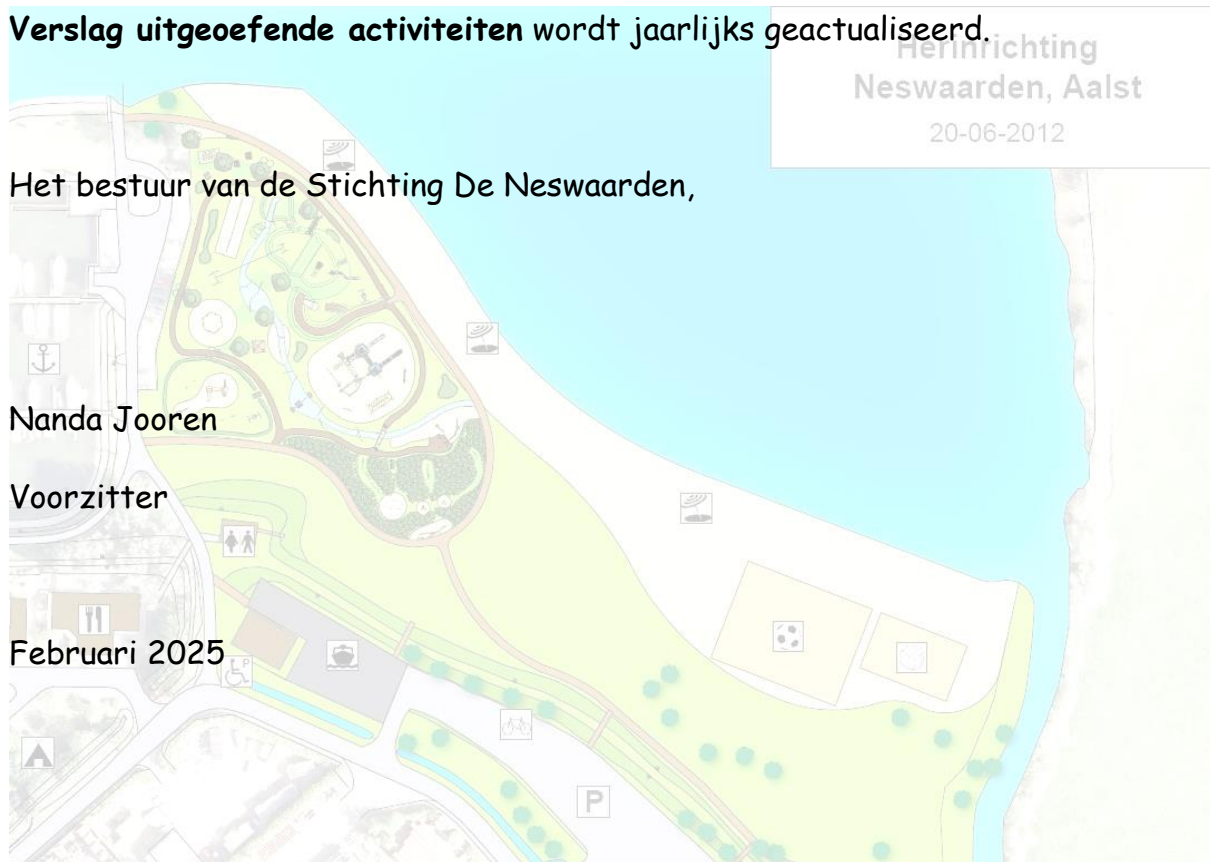 Verslag uitgeoefende activiteiten wordt jaarlijks geactualiseerd.
Herinrichting
Neswaarden, Aalst
20-06-2012
Het bestuur van de Stichting De Neswaarden,
Nanda Jooren
Voorzitter
Februari 2025
P
P